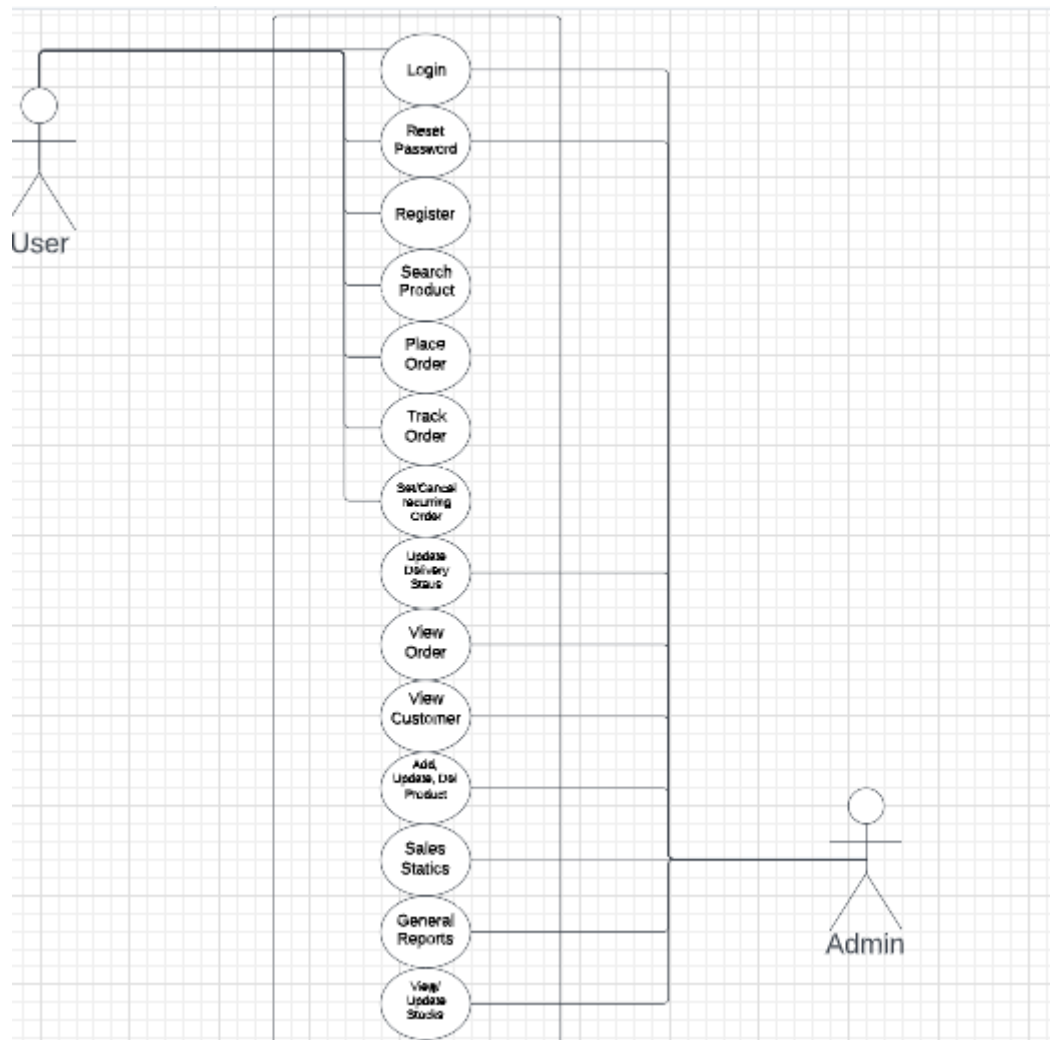 Login
Reset
Password
Register
User
Search
Product
Place
Order
Track
Order
Set/Cancel
recurring
Order
Update
Delivery
Staus
View
Order
View
Customer
Add,
Update, Del
Product
Sales
Statics
General
Reports
Admin
View/
Update
Stocks